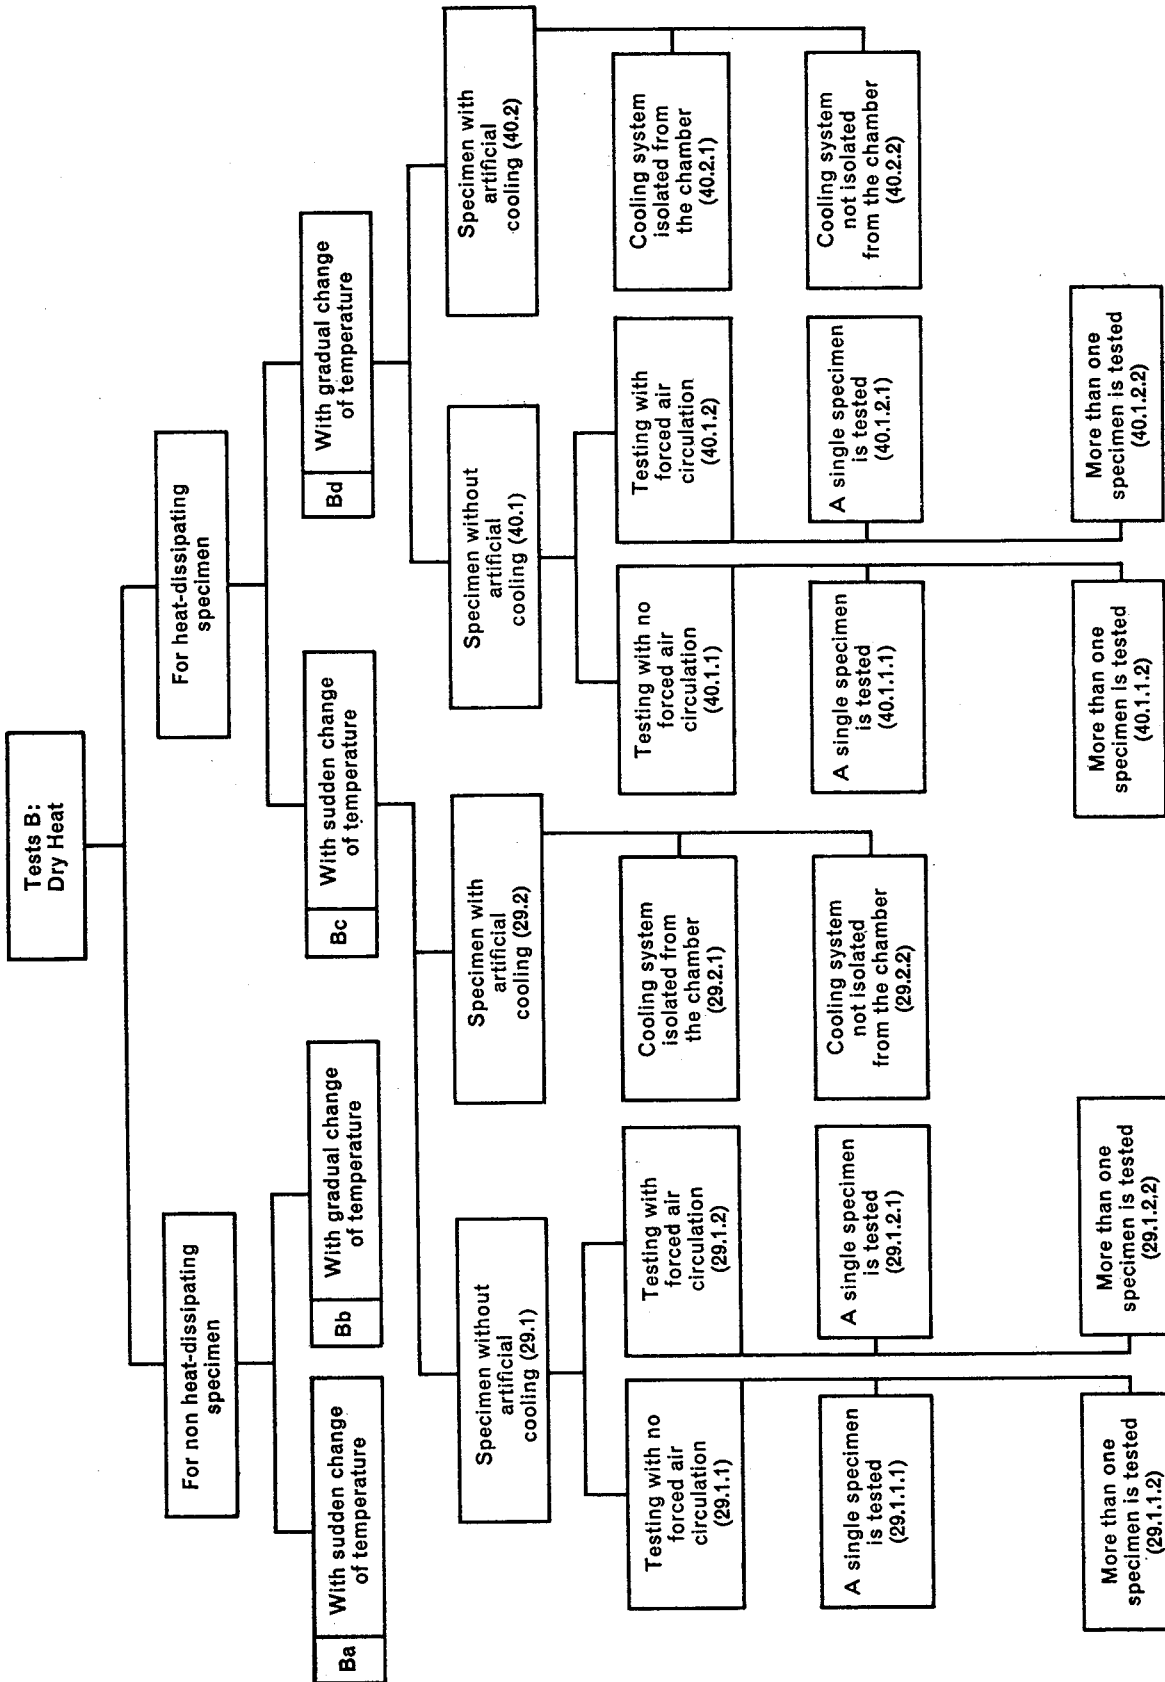 Tests B:
Dry Heat
For non heat-dissipating
specimen
For heat-dissipating
specimen
Ba
With sudden change
of temperature
Bb
With gradual change
of temperature
Bc
With sudden change
of temperature
Bd
With gradual change
of temperature
Specimen without
artificial
cooling (29.1)
Specimen with
artificial
cooling (29.2)
Specimen without
artificial
cooling (40.1)
Specimen with
artificial
cooling (40.2)
Testing with no
forced air
circulation
(29.1.1)
Testing with
forced air
circulation
(29.1.2)
Cooling system
isolated from
the chamber
(29.2.1)
Testing with no
forced air
circulation
(40.1.1)
Testing with
forced air
circulation
(40.1.2)
Cooling system
isolated from
the chamber
(40.2.1)
A single specimen
is tested
(29.1.1.1)
A single specimen
is tested
(29.1.2.1)
Cooling system
not isolated
from the chamber
(29.2.2)
A single specimen
is tested
(40.1.1.1)
A single specimen
is tested
(40.1.2.1)
Cooling system
not isolated
from the chamber
(40.2.2)
More than one
specimen is tested
(29.1.1.2)
More than one
specimen is tested
(29.1.2.2)
More than one
specimen is tested
(40.1.1.2)
More than one
specimen is tested
(40.1.2.2)